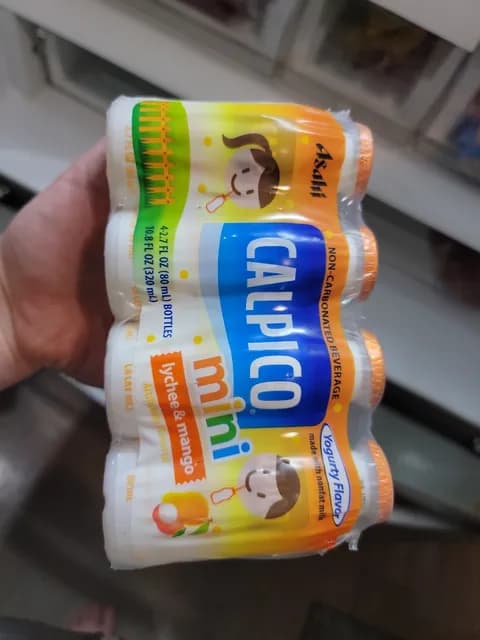 Asahi
NON-CARBONATED BEVERAGE
CALPICO®
mini
lychee & mango
Yogurty Flavor
made with nonfat milk
4-2.7 FL OZ (80 mL) BOTTLES
10.8 FL OZ (320 mL)